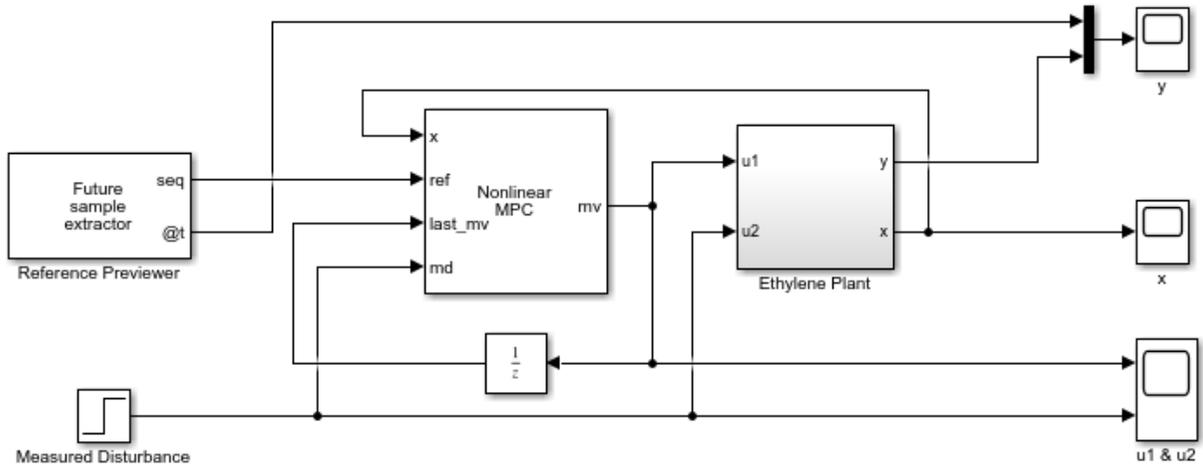 y
x
Future
sample
extractor
seq
@t
Reference Previewer
x
ref
last_mv
md
Nonlinear
MPC
mv
u1
u2
y
x
Ethylene Plant
x
1
z
Measured Disturbance
u1 & u2